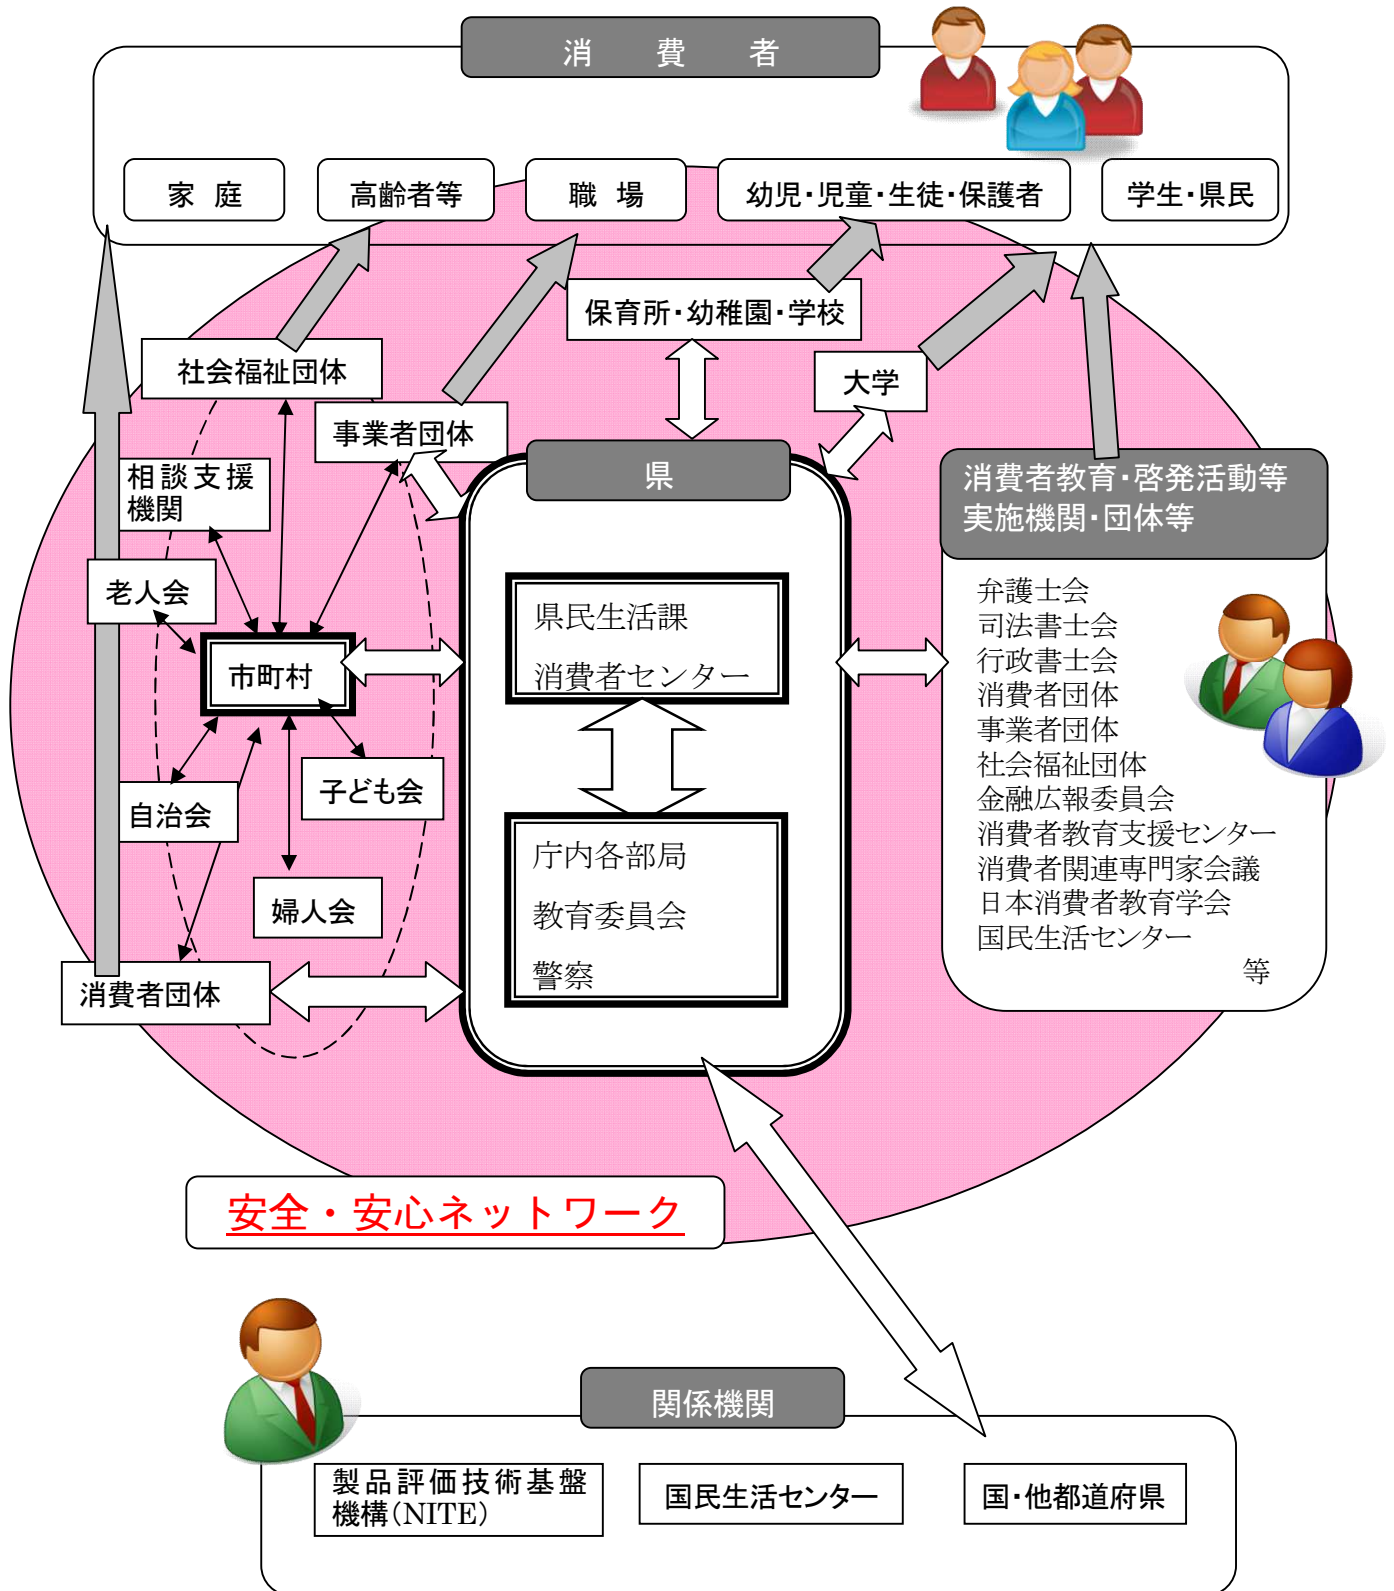 消 費 者
家 庭
高齢者等
職 場
幼児・児童・生徒・保護者
学生・県民
保育所・幼稚園・学校
社会福祉団体
大学
事業者団体
県
相談支援
機関
消費者教育・啓発活動等
実施機関・団体等
老人会
市町村
県民生活課
消費者センター
弁護士会
司法書士会
行政書士会
消費者団体
事業者団体
社会福祉団体
金融広報委員会
消費者教育支援センター
消費者関連専門家会議
日本消費者教育学会
国民生活センター
等
子ども会
自治会
婦人会
庁内各部局
教育委員会
警察
消費者団体
安全・安心ネットワーク
関係機関
製品評価技術基盤
機構(NITE)
国民生活センター
国・他都道府県